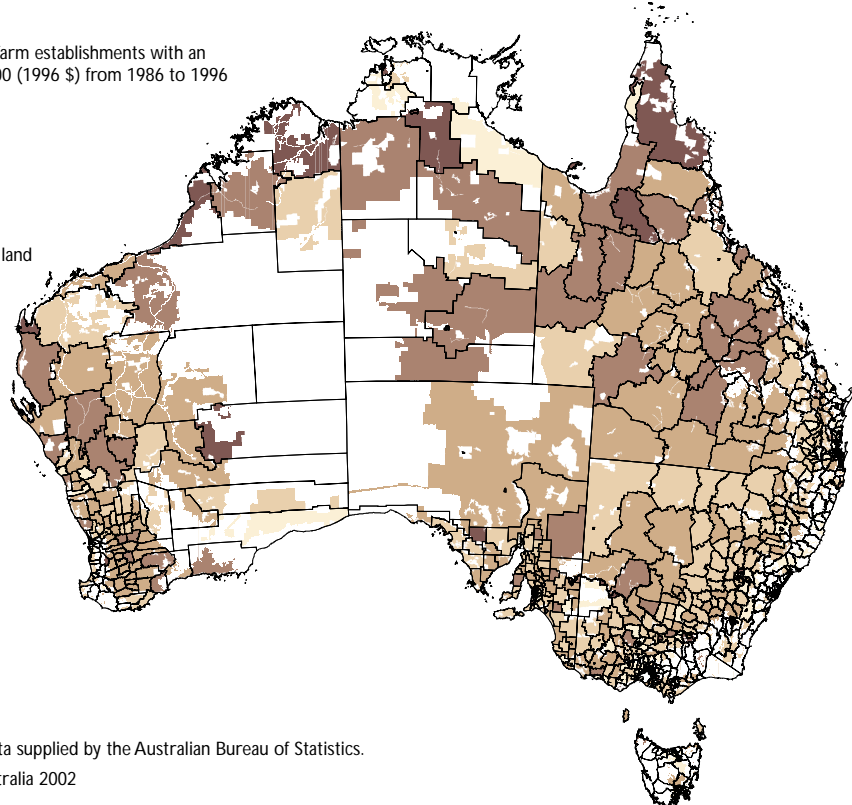 arm establishments with an
00 (1996 $) from 1986 to 1996
land
ta supplied by the Australian Bureau of Statistics.
tralia 2002